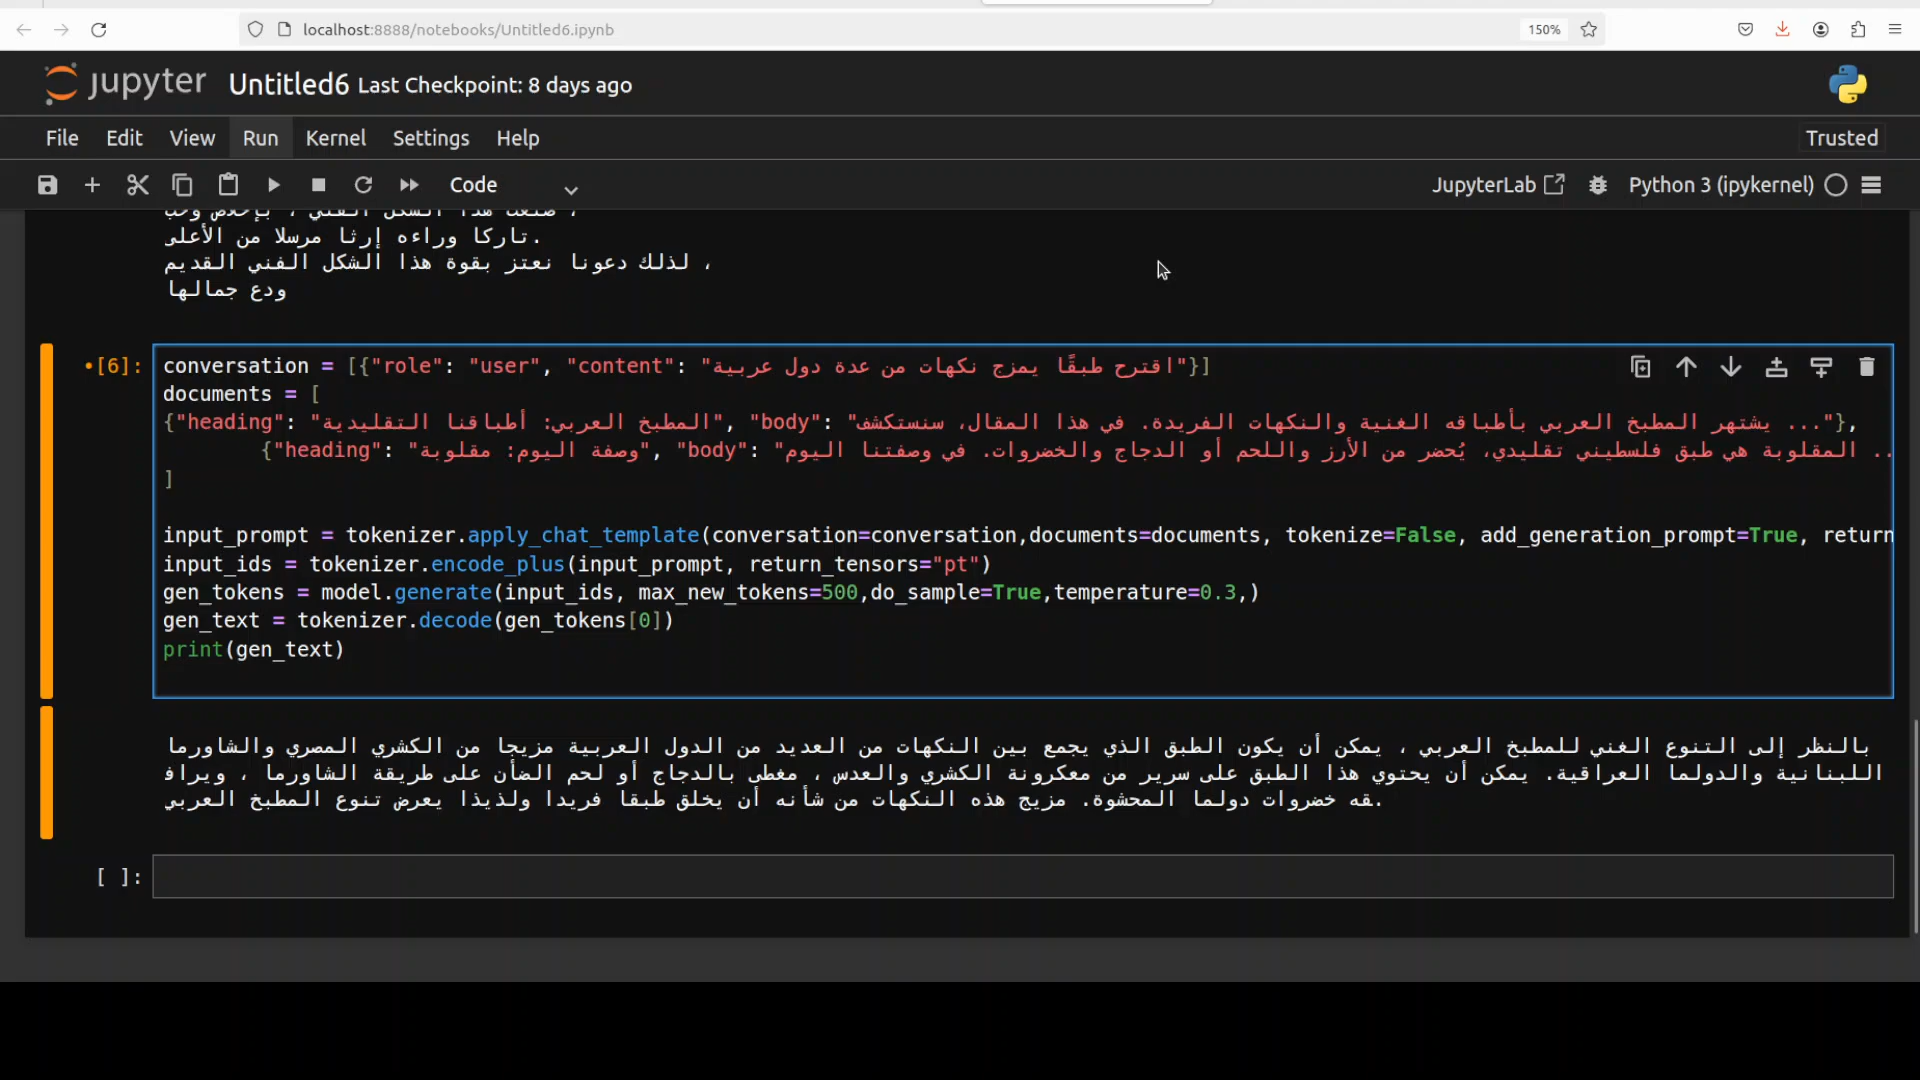 localhost:8888/notebooks/Untitled6.ipynb
150%
jupyter Untitled6 Last Checkpoint: 8 days ago
File Edit View Run Kernel Settings Help Trusted
Code JupyterLab Python 3 (ipykernel)
تاركا وراءه إرثا مرسلا من الأعلى.
، لذلك دعونا نعتز بقوة هذا الشكل الفني القديم
ودع جمالها
•[6]:
conversation = [{"role": "user", "content": "اقترح طبقًا يمزج نكهات من عدة دول عربية"}]
documents = [
{"heading": "المطبخ العربي: أطباقنا التقليدية", "body": "يشتهر المطبخ العربي بأطباقه الغنية والنكهات الفريدة. في هذا المقال، سنستكشف ..."},
{"heading": "وصفة اليوم: مقلوبة", "body": "المقلوبة هي طبق فلسطيني تقليدي، يُحضر من الأرز واللحم أو الدجاج والخضروات. في وصفتنا اليوم ..
]
input_prompt = tokenizer.apply_chat_template(conversation=conversation,documents=documents, tokenize=False, add_generation_prompt=True, return
input_ids = tokenizer.encode_plus(input_prompt, return_tensors="pt")
gen_tokens = model.generate(input_ids, max_new_tokens=500,do_sample=True,temperature=0.3,)
gen_text = tokenizer.decode(gen_tokens[0])
print(gen_text)
بالنظر إلى التنوع الغني للمطبخ العربي ، يمكن أن يكون الطبق الذي يجمع بين النكهات من العديد من الدول العربية مزيجا من الكشري المصري والشاورما
اللبنانية والدولما العراقية. يمكن أن يحتوي هذا الطبق على سرير من معكرونة الكشري والعدس ، مغطى بالدجاج أو لحم الضأن على طريقة الشاورما ، ويراف
قه خضروات دولما المحشوة. مزيج هذه النكهات من شأنه أن يخلق طبقا فريدا ولذيذا يعرض تنوع المطبخ العربي.
[ ]: